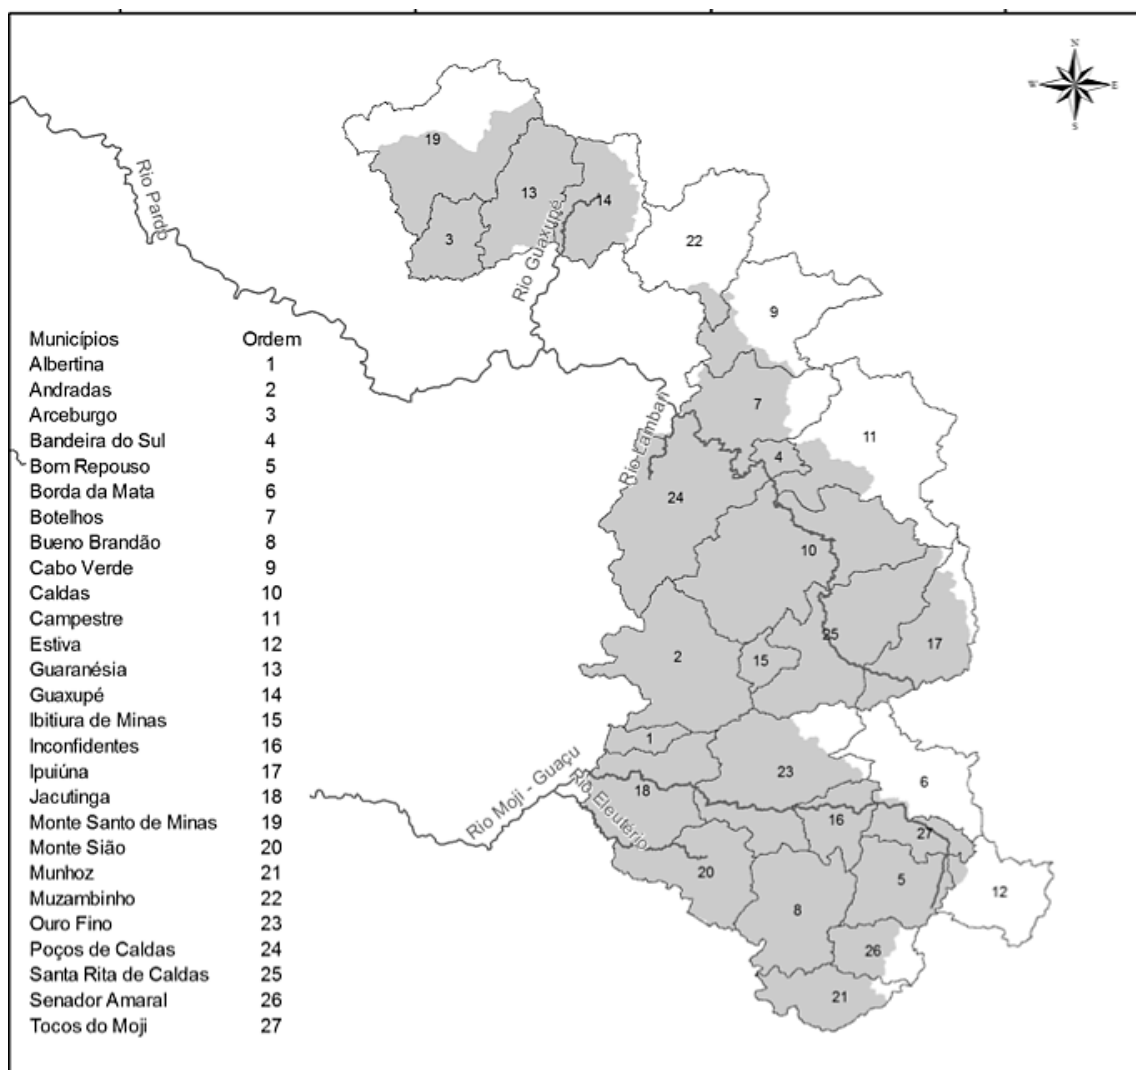 N
W E
S
19
13
14
3
22
9
Rio Pardo
Rio Guaxupé
Rio Lambari
7
11
4
24
10
25
17
2
15
1
23
6
Rio Moji - Guaçu
Rio Eleutério
18
16
27
20
5
12
8
26
21
Municípios Ordem
Albertina 1
Andradas 2
Arceburgo 3
Bandeira do Sul 4
Bom Repouso 5
Borda da Mata 6
Botelhos 7
Bueno Brandão 8
Cabo Verde 9
Caldas 10
Campestre 11
Estiva 12
Guaranésia 13
Guaxupé 14
Ibitiura de Minas 15
Inconfidentes 16
Ipuiúna 17
Jacutinga 18
Monte Santo de Minas 19
Monte Sião 20
Munhoz 21
Muzambinho 22
Ouro Fino 23
Poços de Caldas 24
Santa Rita de Caldas 25
Senador Amaral 26
Tocos do Moji 27